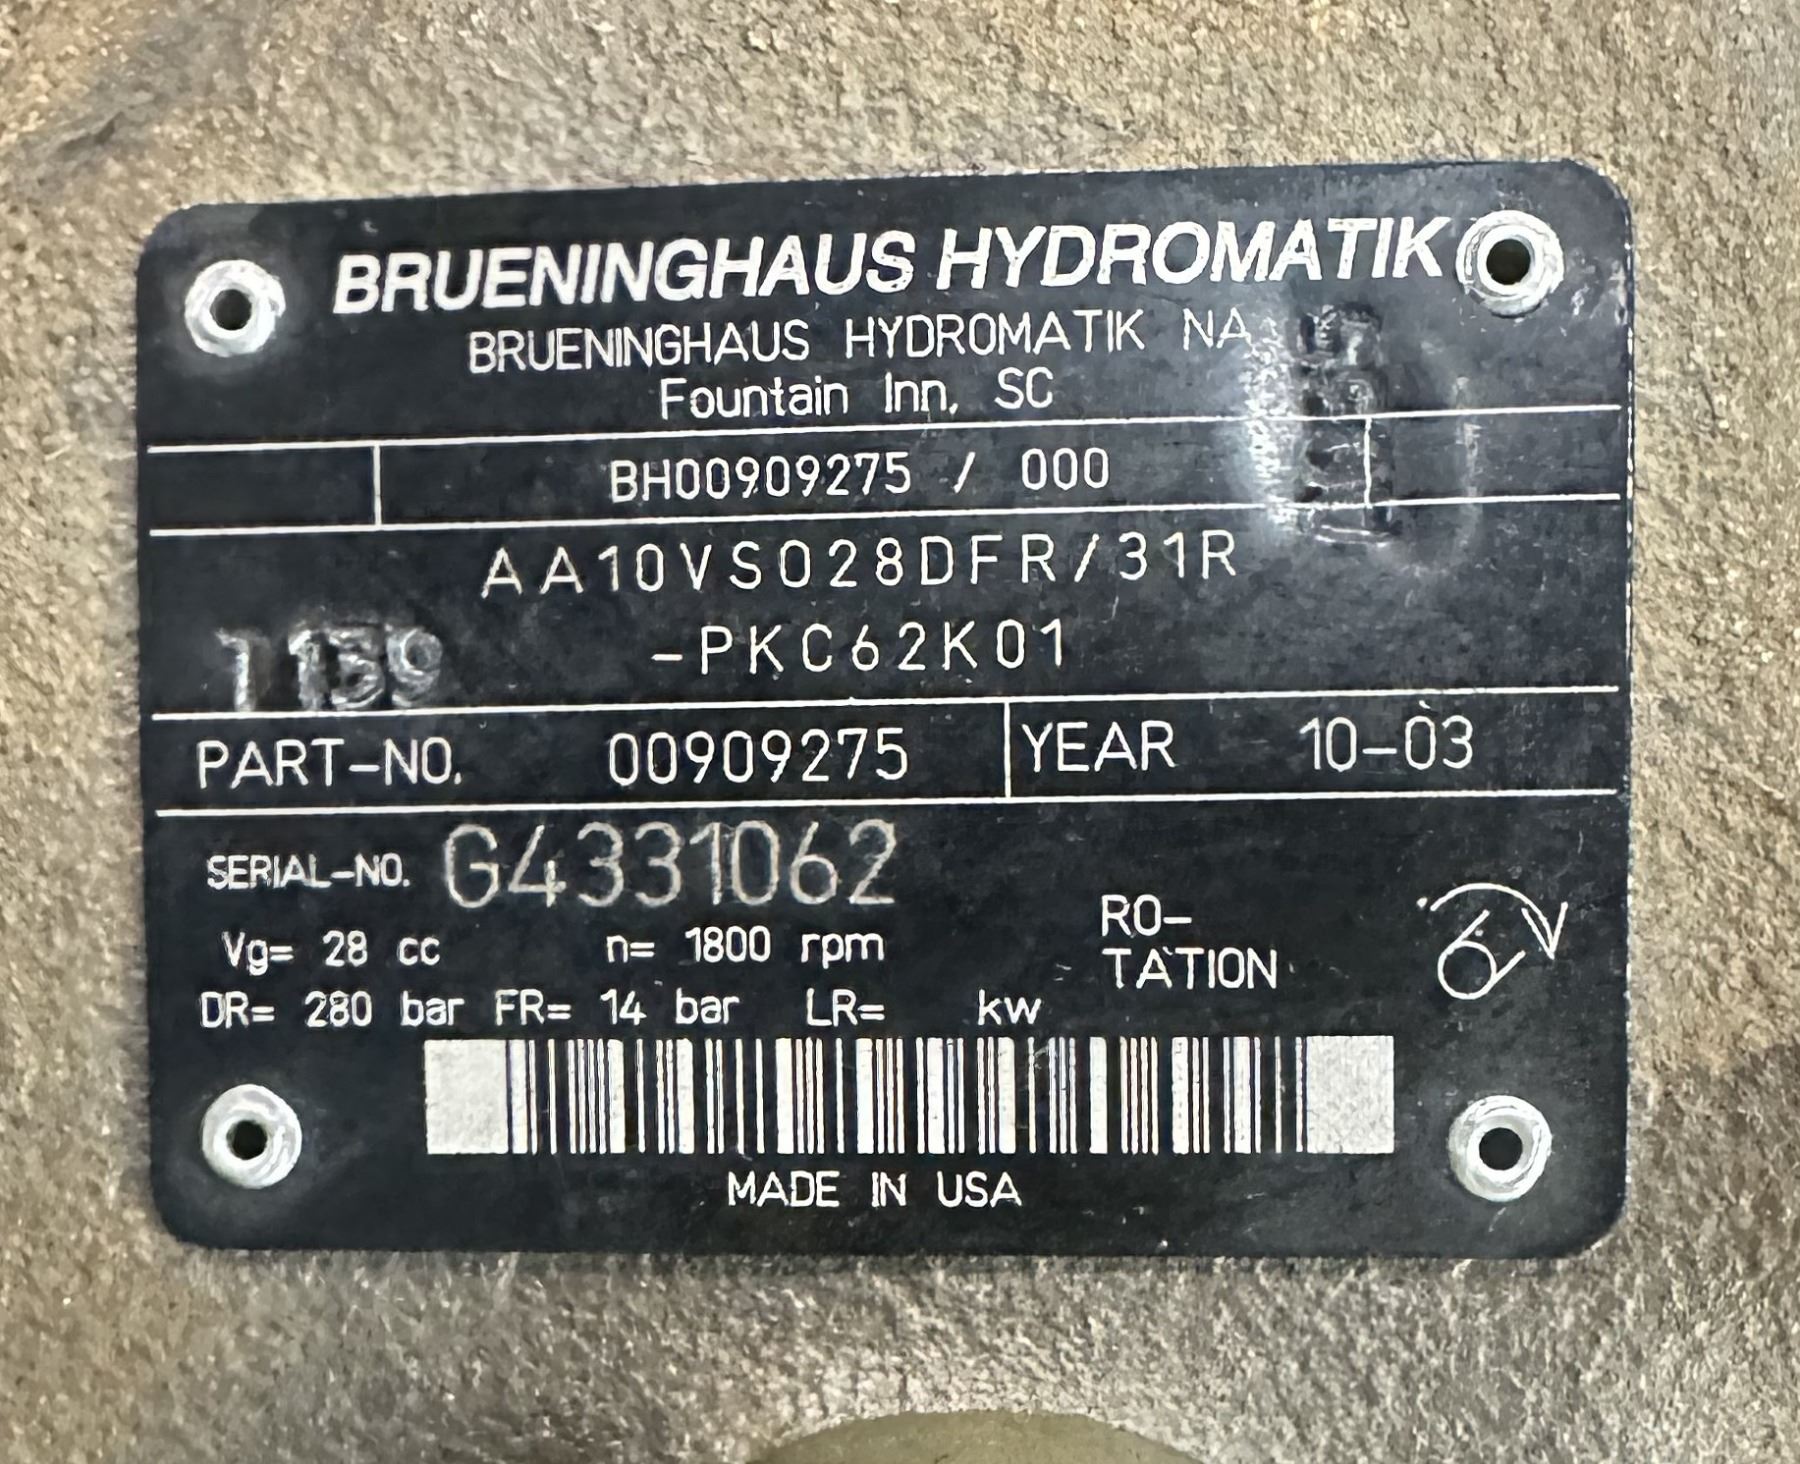 BRUENINGHAUS HYDROMATIK
BRUENINGHAUS HYDROMATIK NA
Fountain Inn, SC
BH00909275 / 000
AA10VSO28DFR/31R
-PKC62K01
1 159
PART-NO. 00909275 YEAR 10-03
SERIAL-NO. G4331062
Vg= 28 cc n= 1800 rpm
RO-
TATION
DR= 280 bar FR= 14 bar LR= kw
MADE IN USA